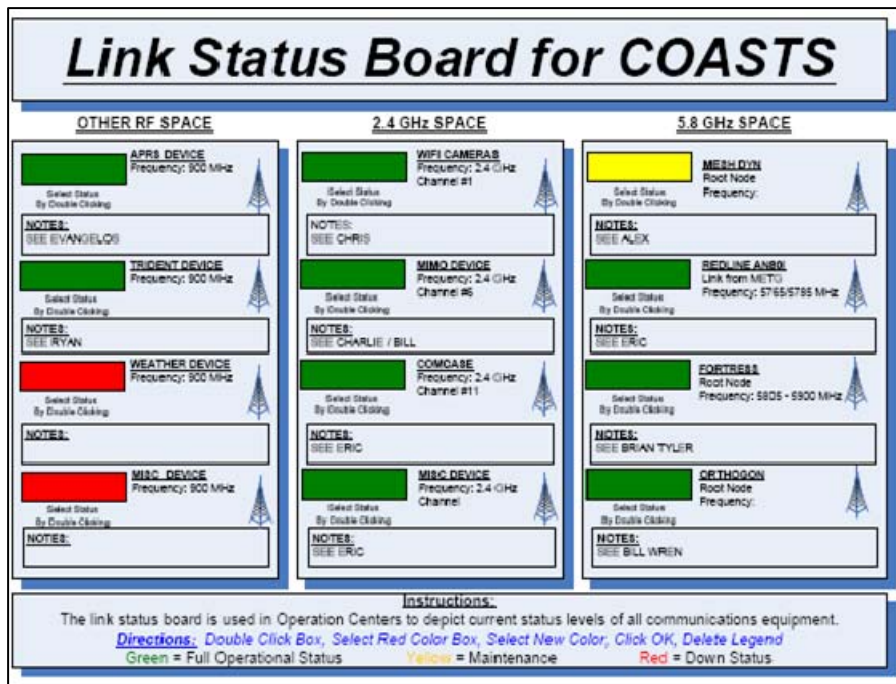 Link Status Board for COASTS
OTHER RF SPACE
APRS DEVICE
Frequency: 900 MHz
Select Status
By Double Clicking
NOTES:
SEE EVANGELOS
TRIDENT DEVICE
Frequency: 900 MHz
Select Status
By Double Clicking
NOTES:
SEE RYAN
WEATHER DEVICE
Frequency: 900 MHz
Select Status
By Double Clicking
NOTES:
MISC DEVICE
Frequency: 900 MHz
Select Status
By Double Clicking
NOTES:
2.4 GHz SPACE
WIFI CAMERAS
Frequency: 2.4 GHz
Channel #1
Select Status
By Double Clicking
NOTES:
SEE CHRIS
MIMO DEVICE
Frequency: 2.4 GHz
Channel #6
Select Status
By Double Clicking
NOTES:
SEE CHARLIE / BILL
COMCASE
Frequency: 2.4 GHz
Channel #11
Select Status
By Double Clicking
NOTES:
SEE ERIC
MISC DEVICE
Frequency: 2.4 GHz
Channel
Select Status
By Double Clicking
NOTES:
SEE ERIC
5.8 GHz SPACE
MESH DYN
Root Node
Frequency:
Select Status
By Double Clicking
NOTES:
SEE ALEX
REDLINE AN80i
Link from METG
Frequency: 5765/5785 MHz
Select Status
By Double Clicking
NOTES:
SEE ERIC
FORTRESS
Root Node
Frequency: 5805 - 5900 MHz
Select Status
By Double Clicking
NOTES:
SEE BRIAN TYLER
ORTHOGON
Root Node
Frequency:
Select Status
By Double Clicking
NOTES:
SEE BILL WREN
Instructions:
The link status board is used in Operation Centers to depict current status levels of all communications equipment.
Directions: Double Click Box, Select Red Color Box, Select New Color, Click OK, Delete Legend
Green = Full Operational Status Yellow = Maintenance Red = Down Status